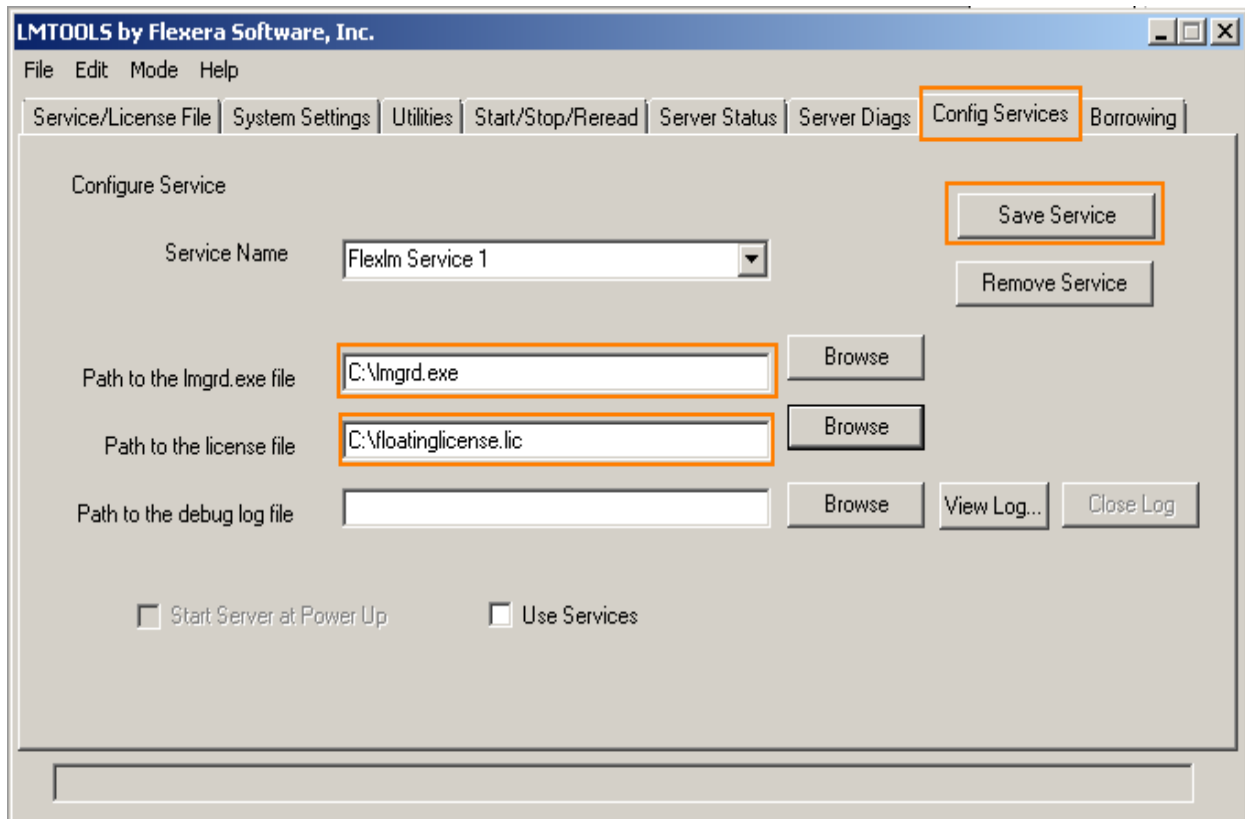 LMTOOLS by Flexera Software, Inc.
File Edit Mode Help
Service/License File System Settings Utilities Start/Stop/Reread Server Status Server Diags Config Services Borrowing
Configure Service
Save Service
Service Name Flexlm Service 1
Remove Service
Path to the lmgrd.exe file C:\lmgrd.exe Browse
Path to the license file C:\floatinglicense.lic Browse
Path to the debug log file Browse View Log... Close Log
Start Server at Power Up Use Services